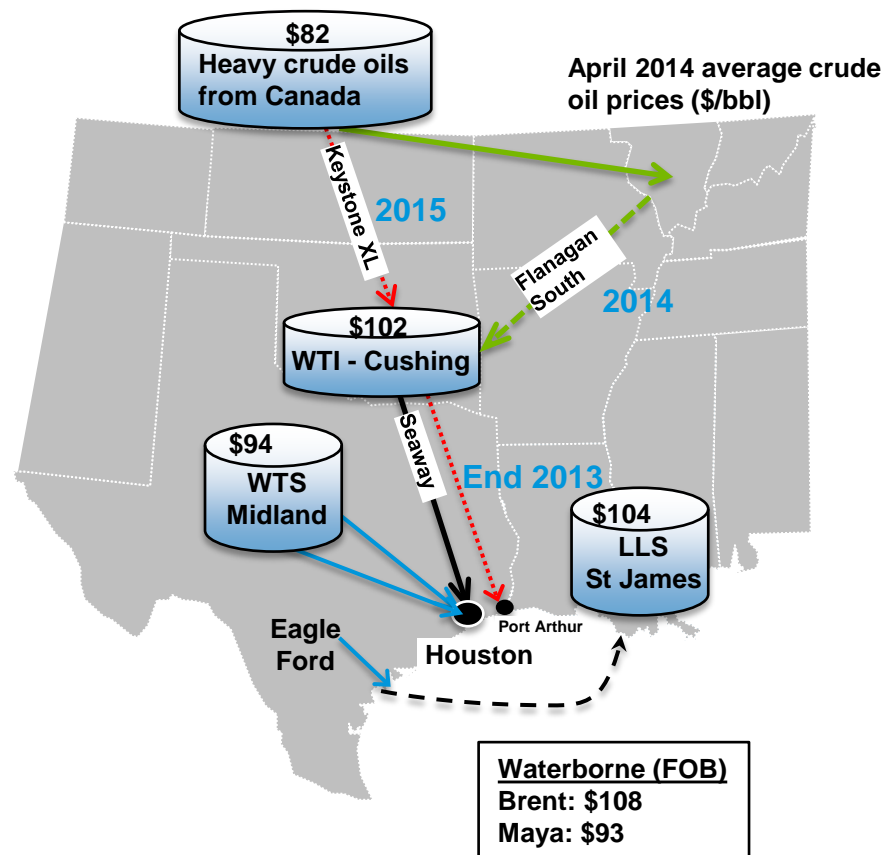 $82
Heavy crude oils
from Canada
April 2014 average crude
oil prices ($/bbl)
Keystone XL
2015
Flanagan
South
2014
$102
WTI - Cushing
Seaway
$94
WTS
Midland
End 2013
$104
LLS
St James
Port Arthur
Eagle
Ford
Houston
Waterborne (FOB)
Brent: $108
Maya: $93